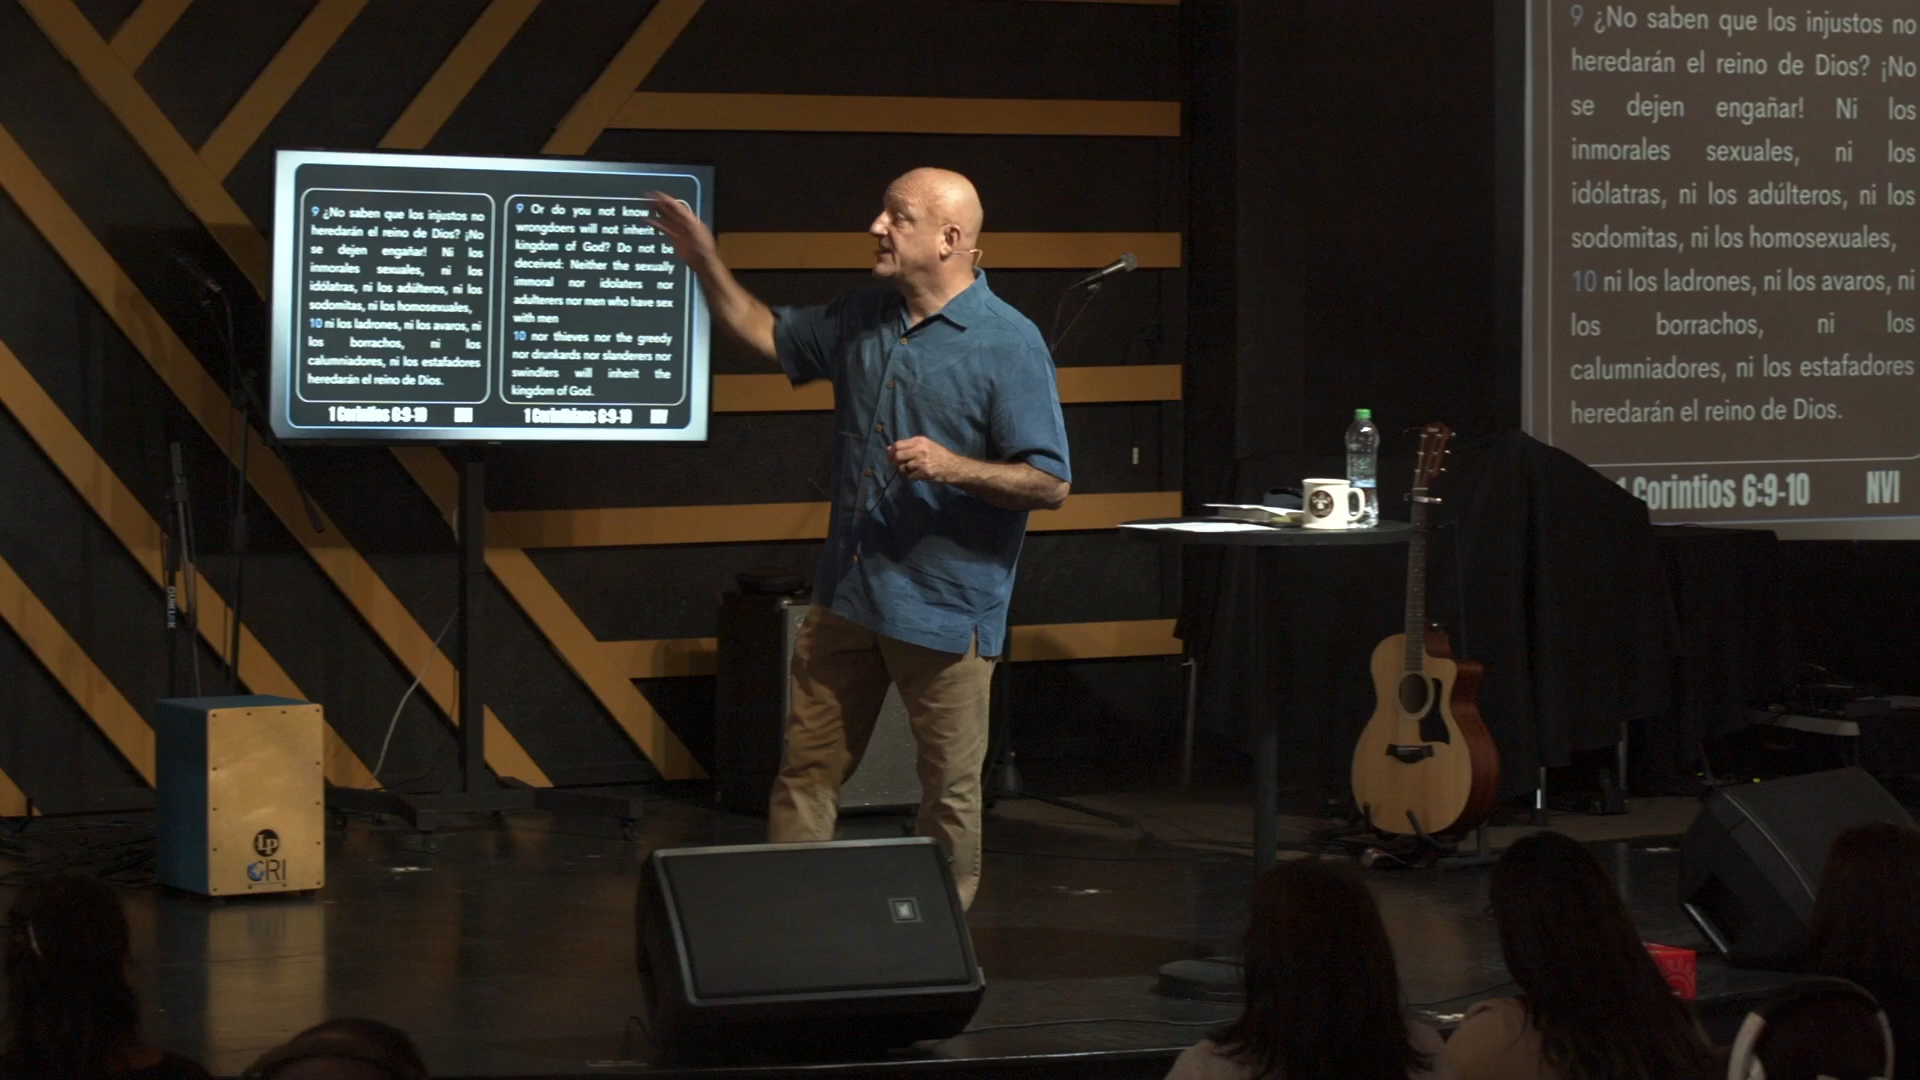 9 ¿No saben que los injustos no
heredarán el reino de Dios? ¡No
se dejen engañar! Ni los
inmorales sexuales, ni los
idólatras, ni los adúlteros, ni los
sodomitas, ni los homosexuales,
10 ni los ladrones, ni los avaros, ni
los borrachos, ni los
calumniadores, ni los estafadores
heredarán el reino de Dios.
1 Corintios 6:9-10 NVI
9 Or do you not know
wrongdoers will not inherit
kingdom of God? Do not be
deceived: Neither the sexually
immoral nor idolaters nor
adulterers nor men who have sex
with men
10 nor thieves nor the greedy
nor drunkards nor slanderers nor
swindlers will inherit the
kingdom of God.
1 Corinthians 6:9-10 NIV
9 ¿No saben que los injustos no
heredarán el reino de Dios? ¡No
se dejen engañar! Ni los
inmorales sexuales, ni los
idólatras, ni los adúlteros, ni los
sodomitas, ni los homosexuales,
10 ni los ladrones, ni los avaros, ni
los borrachos, ni los
calumniadores, ni los estafadores
heredarán el reino de Dios.
1 Corintios 6:9-10 NVI
LP
CRI